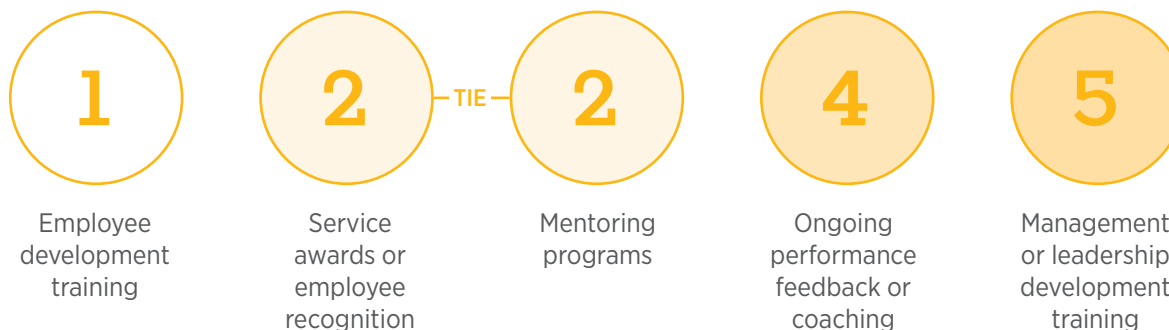 1
2
TIE
2
4
5
Employee
development
training
Service
awards or
employee
recognition
Mentoring
programs
Ongoing
performance
feedback or
coaching
Management
or leadership
development
training